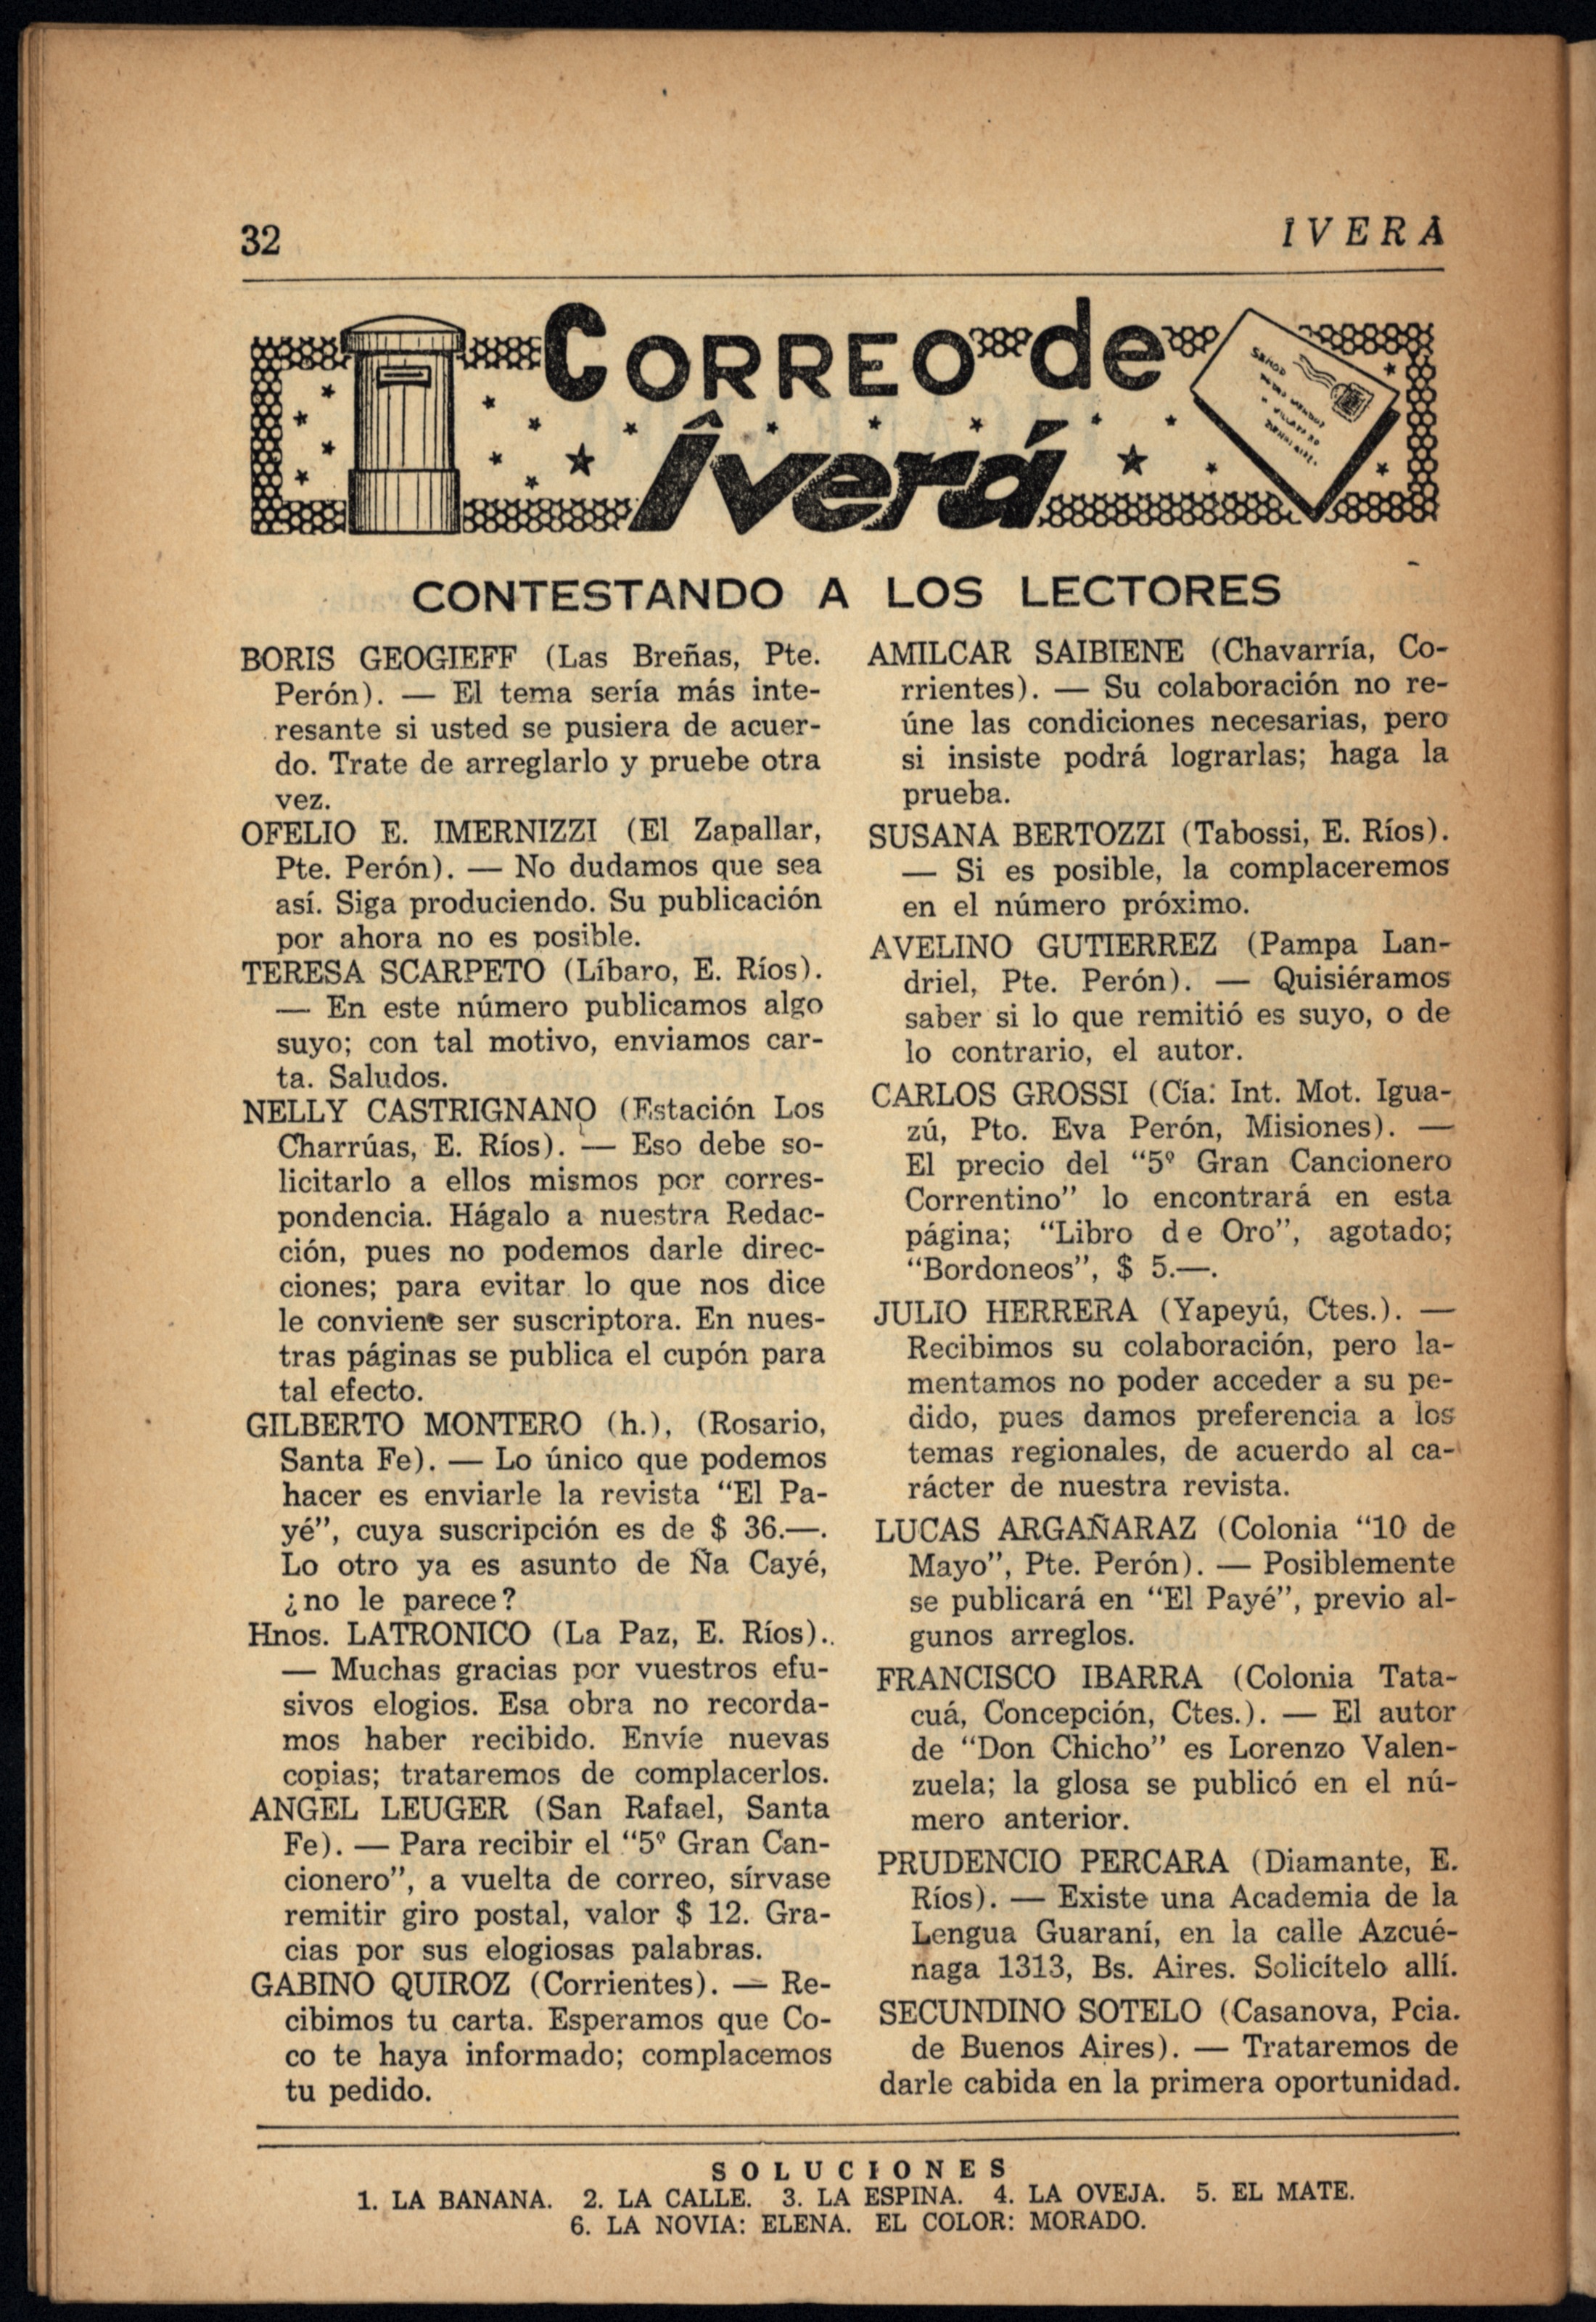 32
ÎVERÁ
CORREO de
Îverá
SEÑOR
CONTESTANDO A LOS LECTORES
BORIS GEOGIEFF (Las Breñas, Pte.
Perón). — El tema sería más inte-
resante si usted se pusiera de acuer-
do. Trate de arreglarlo y pruebe otra
vez.
OFELIO E. IMERNIZZI (El Zapallar,
Pte. Perón). — No dudamos que sea
así. Siga produciendo. Su publicación
por ahora no es posible.
TERESA SCARPETO (Líbaro, E. Ríos).
— En este número publicamos algo
suyo; con tal motivo, enviamos car-
ta. Saludos.
NELLY CASTRIGNANO (Estación Los
Charrúas, E. Ríos). — Eso debe so-
licitarlo a ellos mismos por corres-
pondencia. Hágalo a nuestra Redac-
ción, pues no podemos darle direc-
ciones; para evitar lo que nos dice
le conviene ser suscriptora. En nues-
tras páginas se publica el cupón para
tal efecto.
GILBERTO MONTERO (h.), (Rosario,
Santa Fe). — Lo único que podemos
hacer es enviarle la revista “El Pa-
yé”, cuya suscripción es de $ 36.—.
Lo otro ya es asunto de Ña Cayé,
¿no le parece?
Hnos. LATRONICO (La Paz, E. Ríos)..
— Muchas gracias por vuestros efu-
sivos elogios. Esa obra no recorda-
mos haber recibido. Envíe nuevas
copias; trataremos de complacerlos.
ANGEL LEUGER (San Rafael, Santa
Fe). — Para recibir el “5º Gran Can-
cionero”, a vuelta de correo, sírvase
remitir giro postal, valor $ 12. Gra-
cias por sus elogiosas palabras.
GABINO QUIROZ (Corrientes). — Re-
cibimos tu carta. Esperamos que Co-
co te haya informado; complacemos
tu pedido.
AMILCAR SAIBIENE (Chavarría, Co-
rrientes). — Su colaboración no re-
úne las condiciones necesarias, pero
si insiste podrá lograrlas; haga la
prueba.
SUSANA BERTOZZI (Tabossi, E. Ríos).
— Si es posible, la complaceremos
en el número próximo.
AVELINO GUTIERREZ (Pampa Lan-
driel, Pte. Perón). — Quisiéramos
saber si lo que remitió es suyo, o de
lo contrario, el autor.
CARLOS GROSSI (Cía: Int. Mot. Igua-
zú, Pto. Eva Perón, Misiones). —
El precio del “5º Gran Cancionero
Correntino” lo encontrará en esta
página; “Libro de Oro”, agotado;
“Bordoneos”, $ 5.—.
JULIO HERRERA (Yapeyú, Ctes.). —
Recibimos su colaboración, pero la-
mentamos no poder acceder a su pe-
dido, pues damos preferencia a los
temas regionales, de acuerdo al ca-
rácter de nuestra revista.
LUCAS ARGAÑARAZ (Colonia “10 de
Mayo”, Pte. Perón). — Posiblemente
se publicará en “El Payé”, previo al-
gunos arreglos.
FRANCISCO IBARRA (Colonia Tata-
cuá, Concepción, Ctes.). — El autor
de “Don Chicho” es Lorenzo Valen-
zuela; la glosa se publicó en el nú-
mero anterior.
PRUDENCIO PERCARA (Diamante, E.
Ríos). — Existe una Academia de la
Lengua Guaraní, en la calle Azcué-
naga 1313, Bs. Aires. Solicítelo allí.
SECUNDINO SOTELO (Casanova, Pcia.
de Buenos Aires). — Trataremos de
darle cabida en la primera oportunidad.
SOLUCIONES
1. LA BANANA. 2. LA CALLE. 3. LA ESPINA. 4. LA OVEJA. 5. EL MATE.
6. LA NOVIA: ELENA. EL COLOR: MORADO.